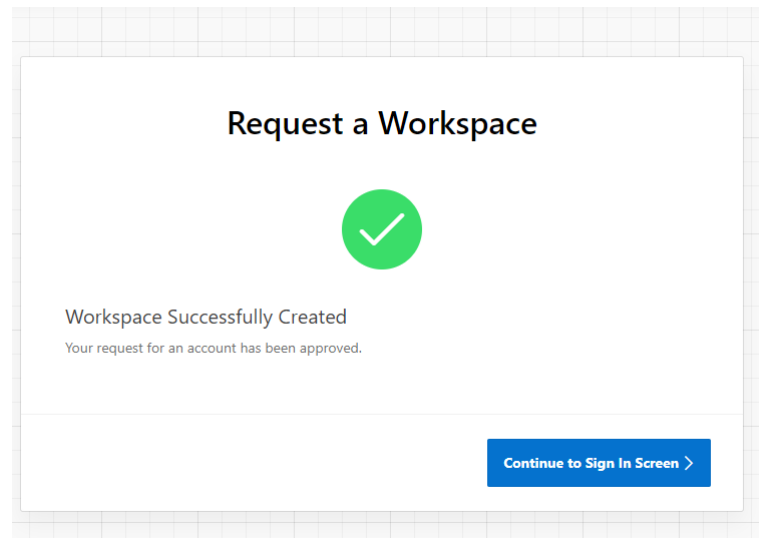 Request a Workspace
Workspace Successfully Created
Your request for an account has been approved.
Continue to Sign In Screen